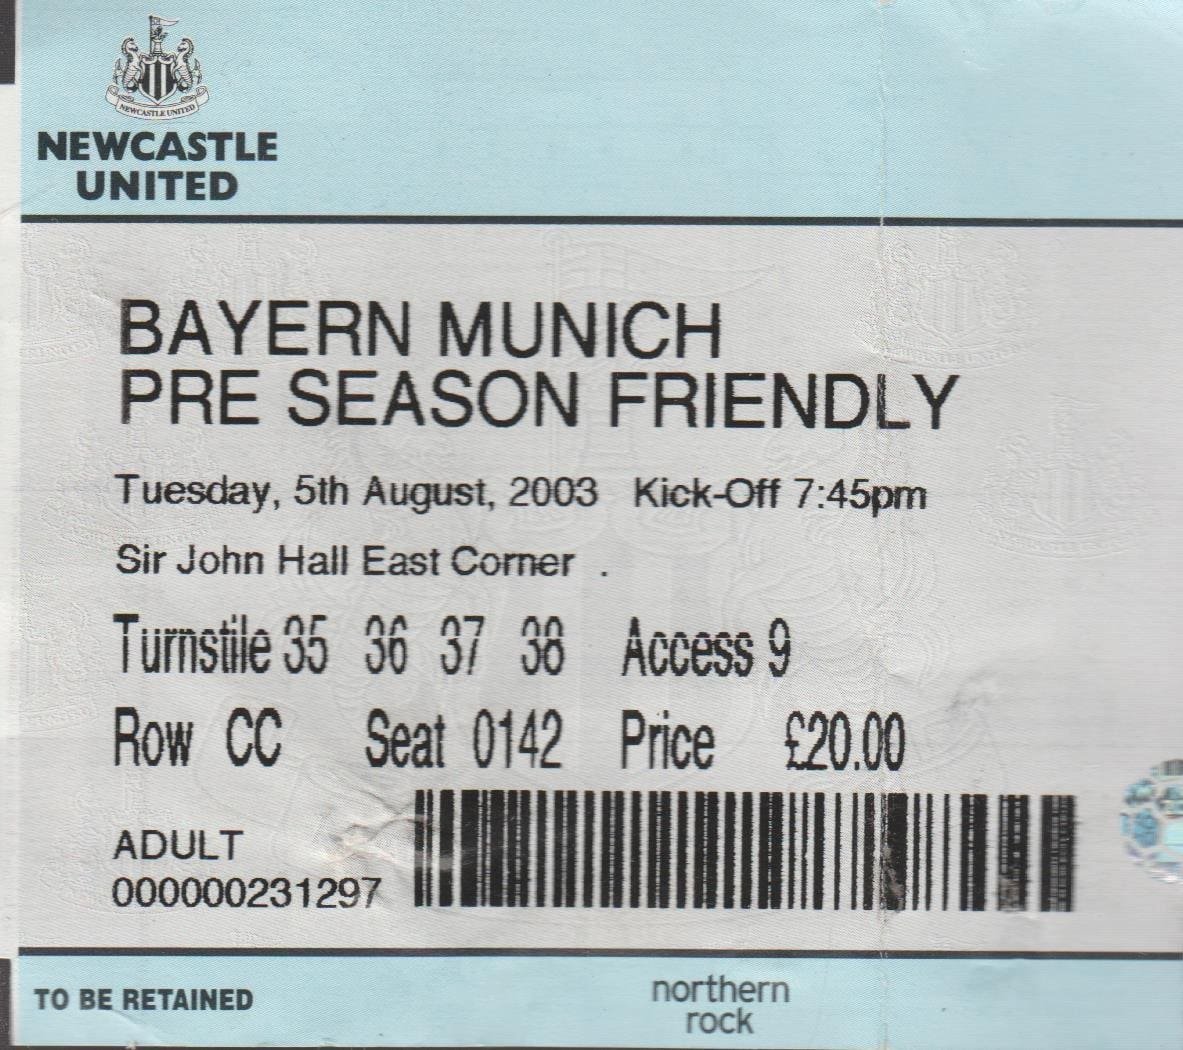 NEWCASTLE UNITED
NEWCASTLE
UNITED
BAYERN MUNICH
PRE SEASON FRIENDLY
Tuesday, 5th August, 2003 Kick-Off 7:45pm
Sir John Hall East Corner .
Turnstile 35 36 37 38 Access 9
Row CC Seat 0142 Price £20.00
ADULT
000000231297
TO BE RETAINED
northern
rock